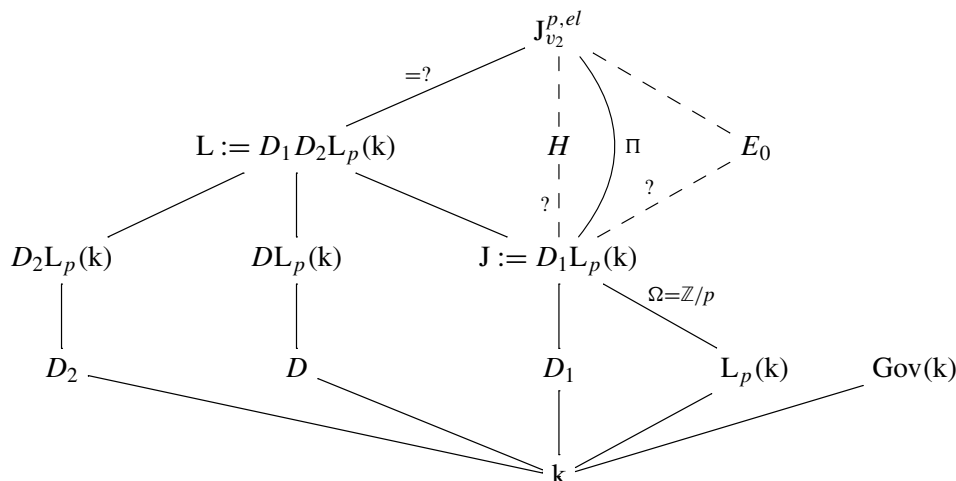 J_{v_2}^{p,el}
=?
L := D_1D_2L_p(k) H Π E_0
? ?
D_2L_p(k) DL_p(k) J := D_1L_p(k)
Ω=ℤ/p
D_2 D D_1 L_p(k) Gov(k)
k